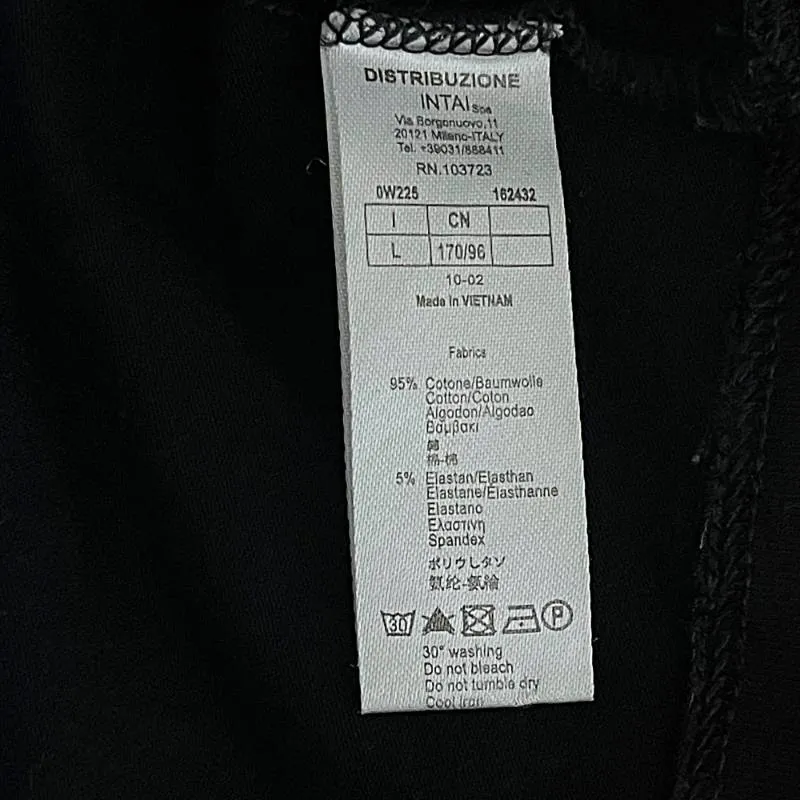 DISTRIBUZIONE
INTAI Spa
Via Borgonuovo,11
20121 Milano-ITALY
Tel. +39031/888411
RN.103723
0W225 162432
I CN
L 170/96
10-02
Made in VIETNAM
Fabrics
95% Cotone/Baumwolle
Cotton/Coton
Algodon/Algodao
Βαμβακι
綿
棉-棉
5% Elastan/Elasthan
Elastane/Elasthanne
Elastano
Ελαστινη
Spandex
ポリウレタン
氨纶-氨綸
30 P
30° washing
Do not bleach
Do not tumble dry
Cool iron